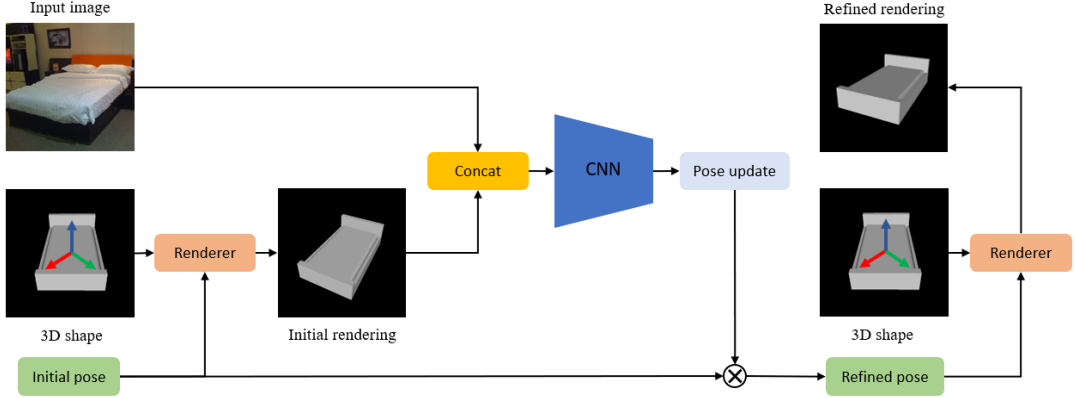 Input image
Refined rendering
Concat
CNN
Pose update
Renderer
Renderer
3D shape
Initial rendering
3D shape
Initial pose
Refined pose